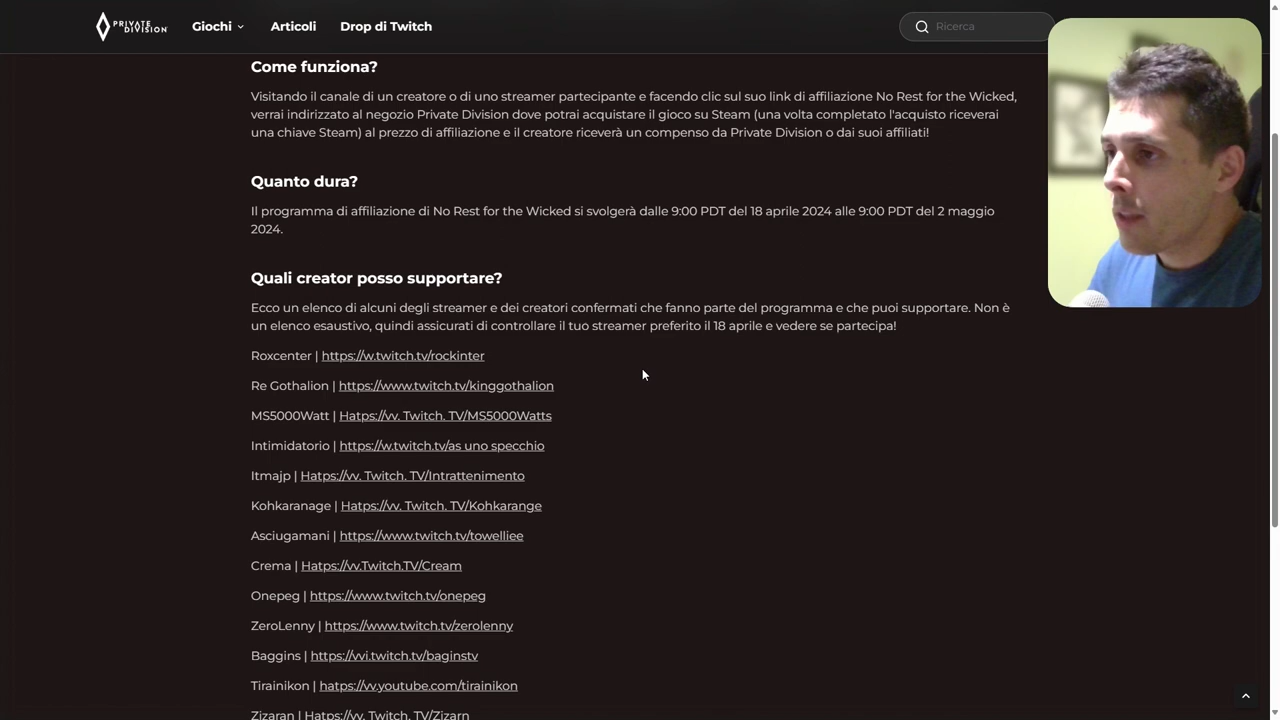 PRIVATE
DIVISION
Giochi
Articoli
Drop di Twitch
Ricerca
Come funziona?
Visitando il canale di un creatore o di uno streamer partecipante e facendo clic sul suo link di affiliazione No Rest for the Wicked,
verrai indirizzato al negozio Private Division dove potrai acquistare il gioco su Steam (una volta completato l'acquisto riceverai
una chiave Steam) al prezzo di affiliazione e il creatore riceverà un compenso da Private Division o dai suoi affiliati!
Quanto dura?
Il programma di affiliazione di No Rest for the Wicked si svolgerà dalle 9:00 PDT del 18 aprile 2024 alle 9:00 PDT del 2 maggio
2024.
Quali creator posso supportare?
Ecco un elenco di alcuni degli streamer e dei creatori confermati che fanno parte del programma e che puoi supportare. Non è
un elenco esaustivo, quindi assicurati di controllare il tuo streamer preferito il 18 aprile e vedere se partecipa!
Roxcenter | https://w.twitch.tv/rockinter
Re Gothalion | https://www.twitch.tv/kinggothalion
MS5000Watt | Hatps://vv. Twitch. TV/MS5000Watts
Intimidatorio | https://w.twitch.tv/as uno specchio
Itmajp | Hatps://vv. Twitch. TV/Intrattenimento
Kohkaranage | Hatps://vv. Twitch. TV/Kohkarange
Asciugamani | https://www.twitch.tv/towelliee
Crema | Hatps://vv.Twitch.TV/Cream
Onepeg | https://www.twitch.tv/onepeg
ZeroLenny | https://www.twitch.tv/zerolenny
Baggins | https://vvi.twitch.tv/baginstv
Tirainikon | hatps://vv.youtube.com/tirainikon
Zizaran | Hatps://vv. Twitch. TV/Zizarn